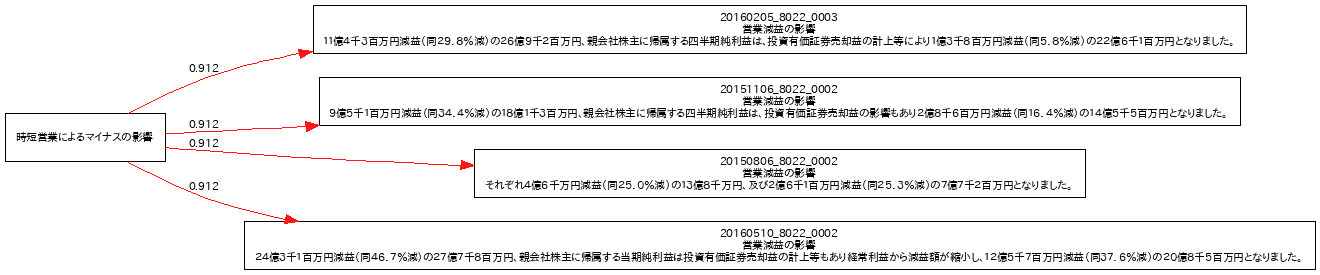 20160205_8022_0003
営業減益の影響
11億4千3百万円減益(同29.8%減)の26億9千2百万円、親会社株主に帰属する四半期純利益は、投資有価証券売却益の計上等により1億3千8百万円減益(同5.8%減)の22億6千1百万円となりました。
0.912
20151106_8022_0002
営業減益の影響
9億5千1百万円減益(同34.4%減)の18億1千3百万円、親会社株主に帰属する四半期純利益は、投資有価証券売却益の影響もあり2億8千6百万円減益(同16.4%減)の14億5千5百万円となりました。
0.912
時短営業によるマイナスの影響
0.912
20150806_8022_0002
営業減益の影響
それぞれ4億6千万円減益(同25.0%減)の13億8千万円、及び2億6千1百万円減益(同25.3%減)の7億7千2百万円となりました。
0.912
20160510_8022_0002
営業減益の影響
24億3千1百万円減益(同46.7%減)の27億7千8百万円、親会社株主に帰属する当期純利益は投資有価証券売却益の計上等もあり経常利益から減益額が縮小し、12億5千7百万円減益(同37.6%減)の20億8千5百万円となりました。